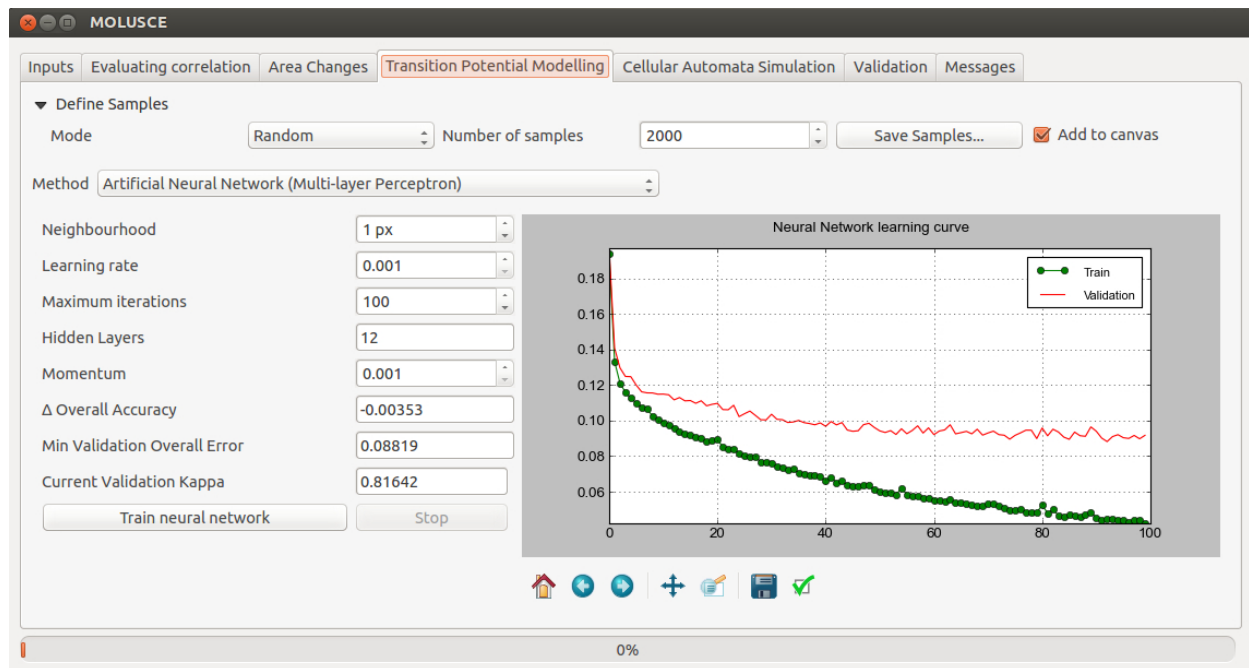 MOLUSCE
Inputs Evaluating correlation Area Changes Transition Potential Modelling Cellular Automata Simulation Validation Messages
Define Samples
Mode Random Number of samples 2000 Save Samples... Add to canvas
Method Artificial Neural Network (Multi-layer Perceptron)
Neighbourhood 1 px
Learning rate 0.001
Maximum iterations 100
Hidden Layers 12
Momentum 0.001
Δ Overall Accuracy -0.00353
Min Validation Overall Error 0.08819
Current Validation Kappa 0.81642
Train neural network Stop
Neural Network learning curve
Train
Validation
0.18
0.16
0.14
0.12
0.10
0.08
0.06
0 20 40 60 80 100
0%